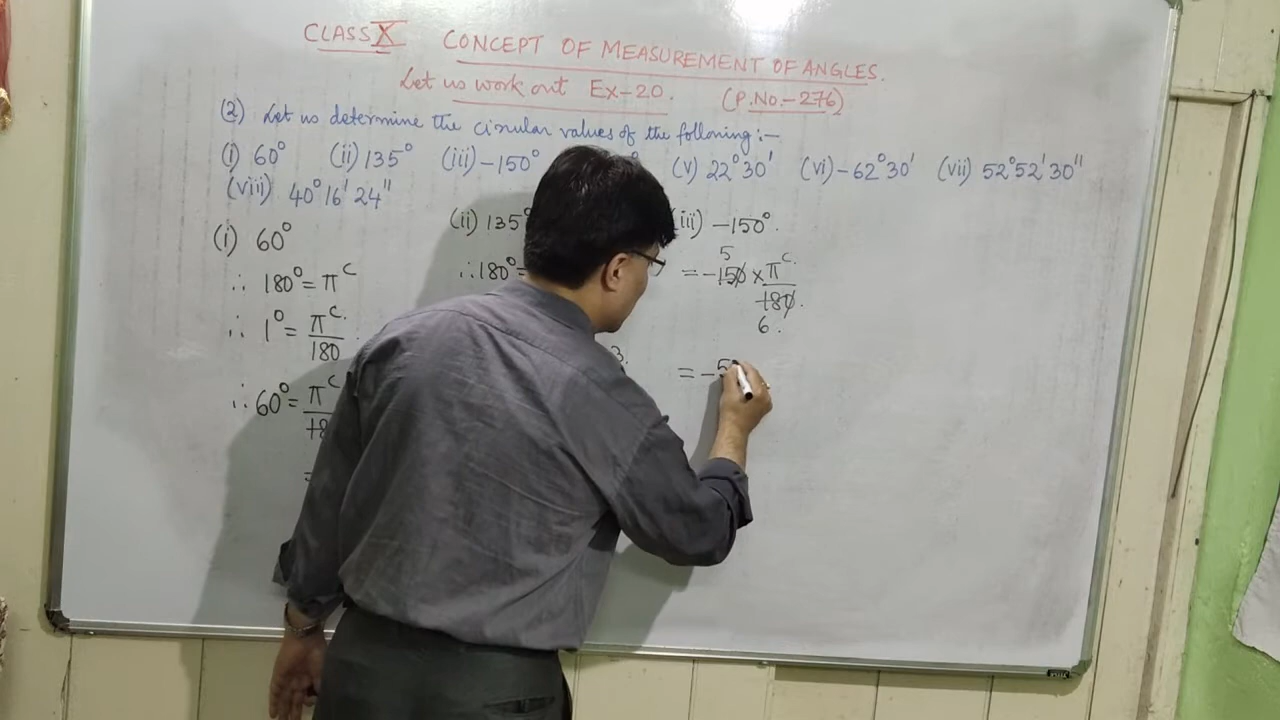 CLASS X CONCEPT OF MEASUREMENT OF ANGLES.
Let us work out Ex-20. (P.No.-276)
(2) Let us determine the circular values of the following:-
(i) 60° (ii) 135° (iii) -150° (v) 22°30' (vi) -62°30' (vii) 52°52'30"
(viii) 40°16'24"
(i) 60°
∴ 180° = π^c
∴ 1° = π^c/180
∴ 60° = π^c
(ii) 135°
∴ 180° =
3.
(iii) -150°.
= -150 × π^c/180.
5
6.
= -5